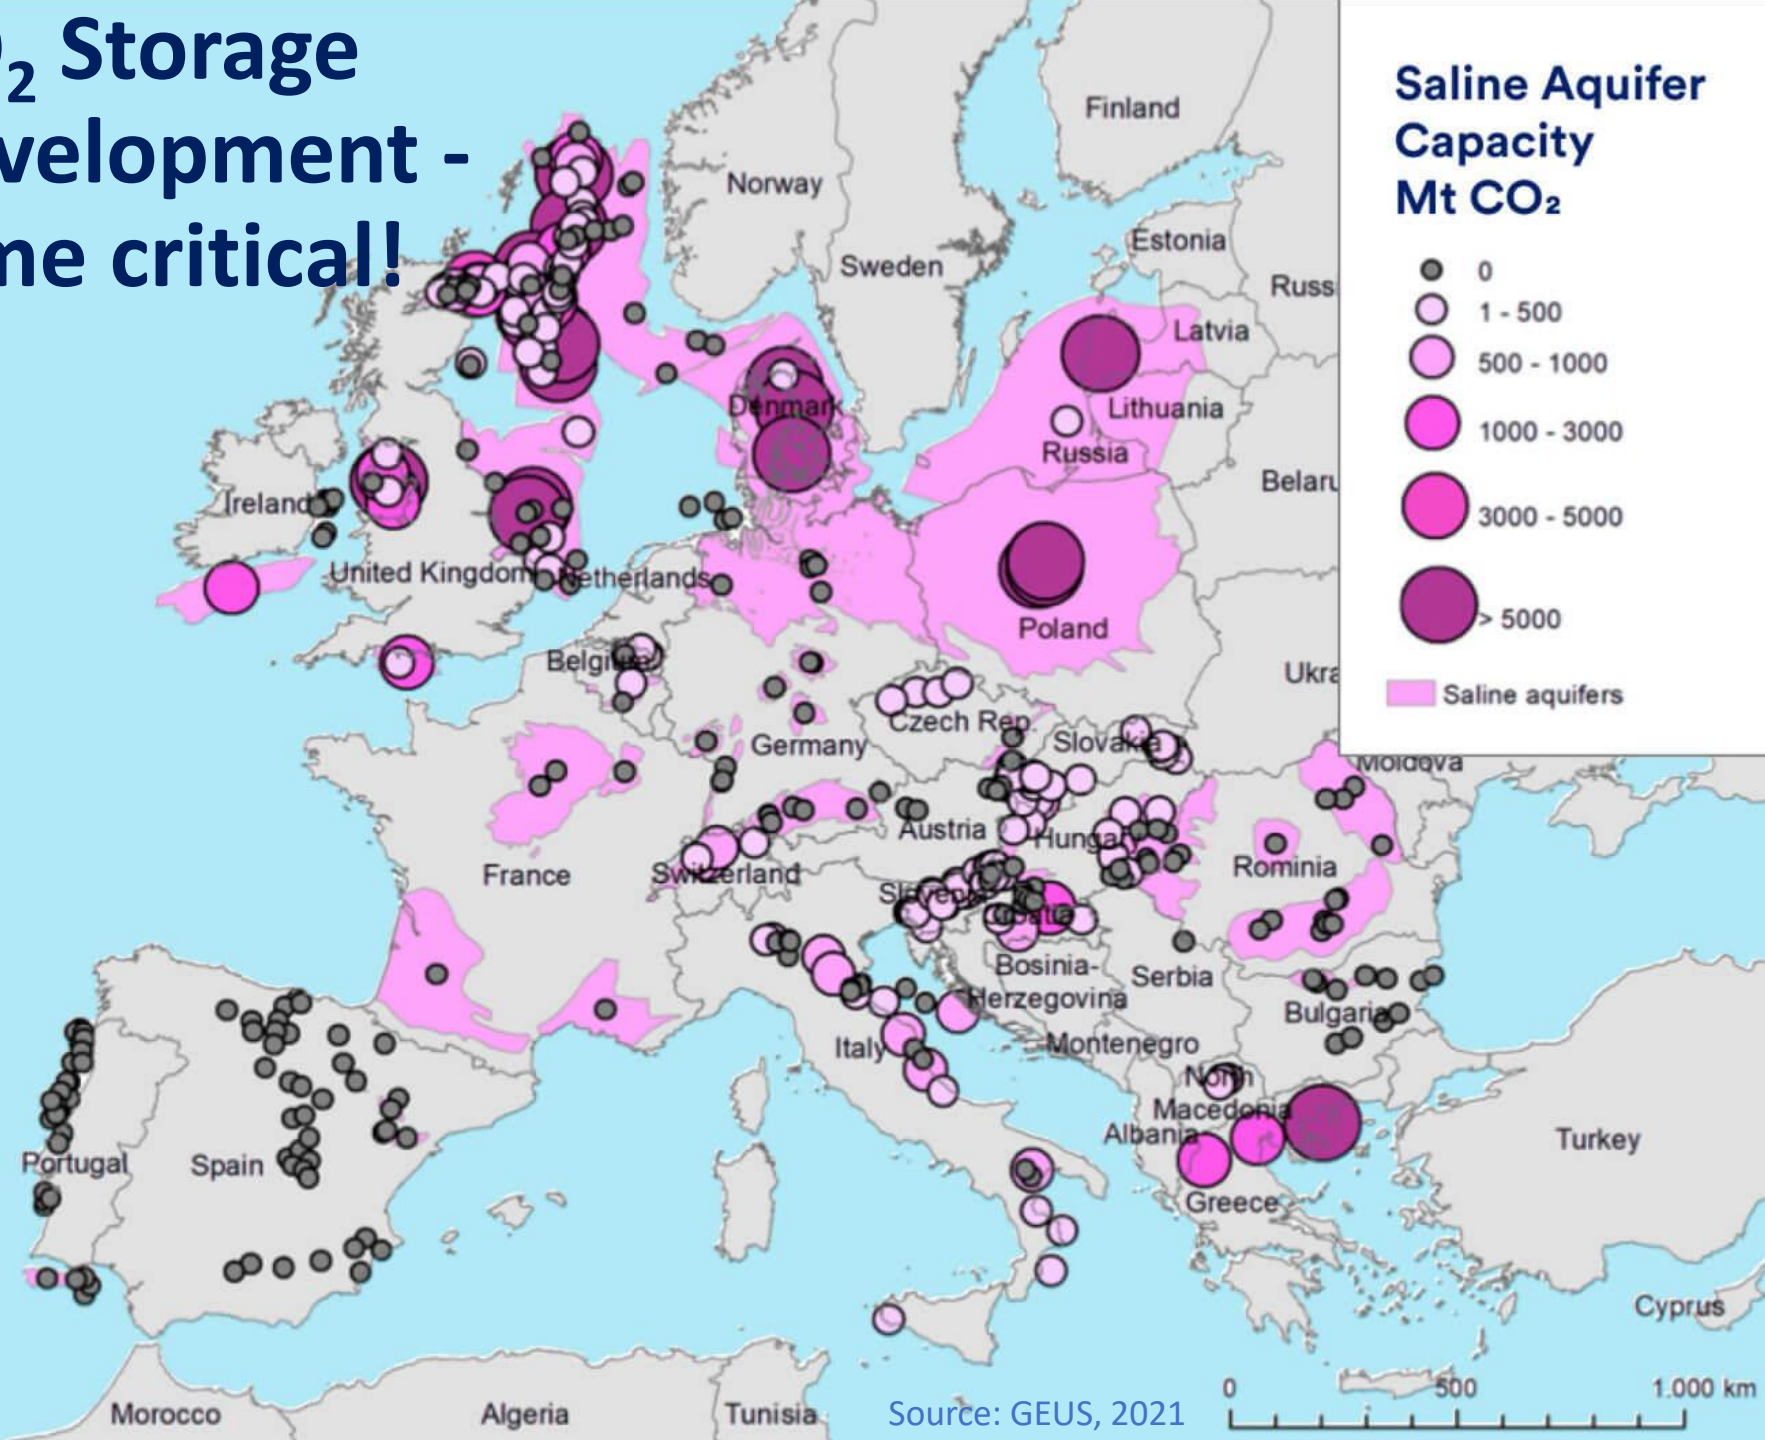 ₂ Storage
velopment -
me critical!
Saline Aquifer
Capacity
Mt CO₂
0
1 - 500
500 - 1000
1000 - 3000
3000 - 5000
> 5000
Saline aquifers
Finland
Norway
Estonia
Sweden
Russ
Latvia
Denmark
Lithuania
Russia
Belaru
Ireland
United Kingdom
Netherlands
Poland
Belgium
Ukra
Czech Rep.
Germany
Slovakia
Moldova
Austria
Hungar
France
Switzerland
Rominia
Slovenia
Croatia
Bosinia-
Herzegovina
Serbia
Bulgaria
Italy
Montenegro
North
Macedonia
Albania
Turkey
Portugal
Spain
Greece
Cyprus
0 500 1.000 km
Morocco
Algeria
Tunisia
Source: GEUS, 2021